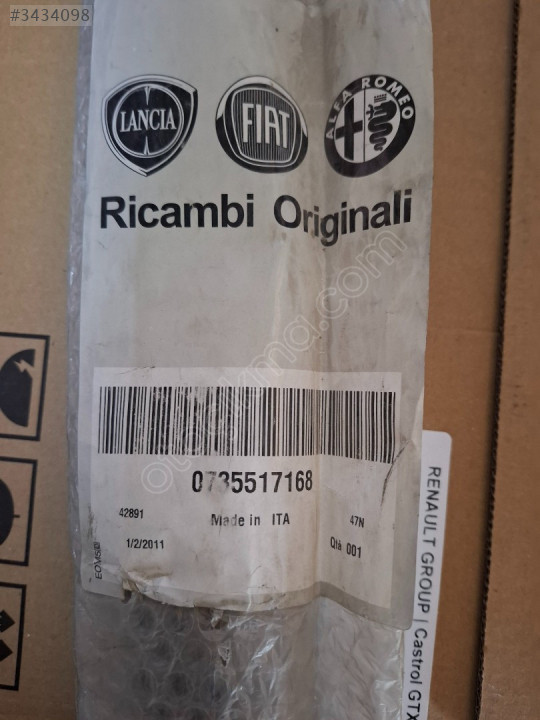 #3434098
LANCIA
FIAT
ALFA ROMEO
Ricambi Originali
0735517168
42891
Made in ITA
47N
1/2/2011
Qtà 001
RENAULT GROUP | Castrol GTX